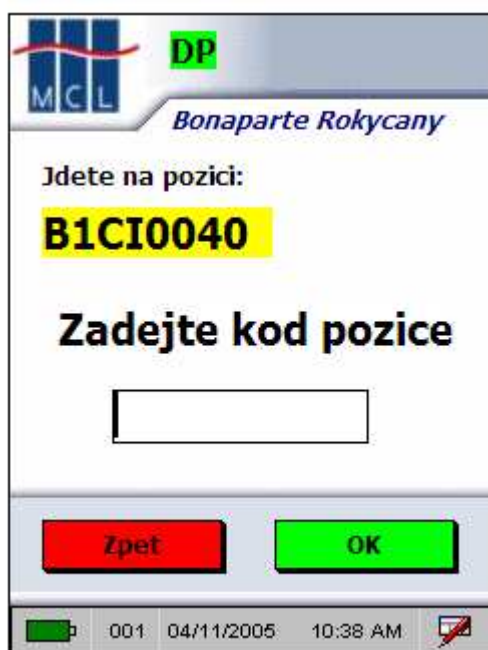 DP
MCL
Bonaparte Rokycany
Jdete na pozici:
B1CI0040
Zadejte kod pozice
Zpet
OK
001
04/11/2005
10:38 AM